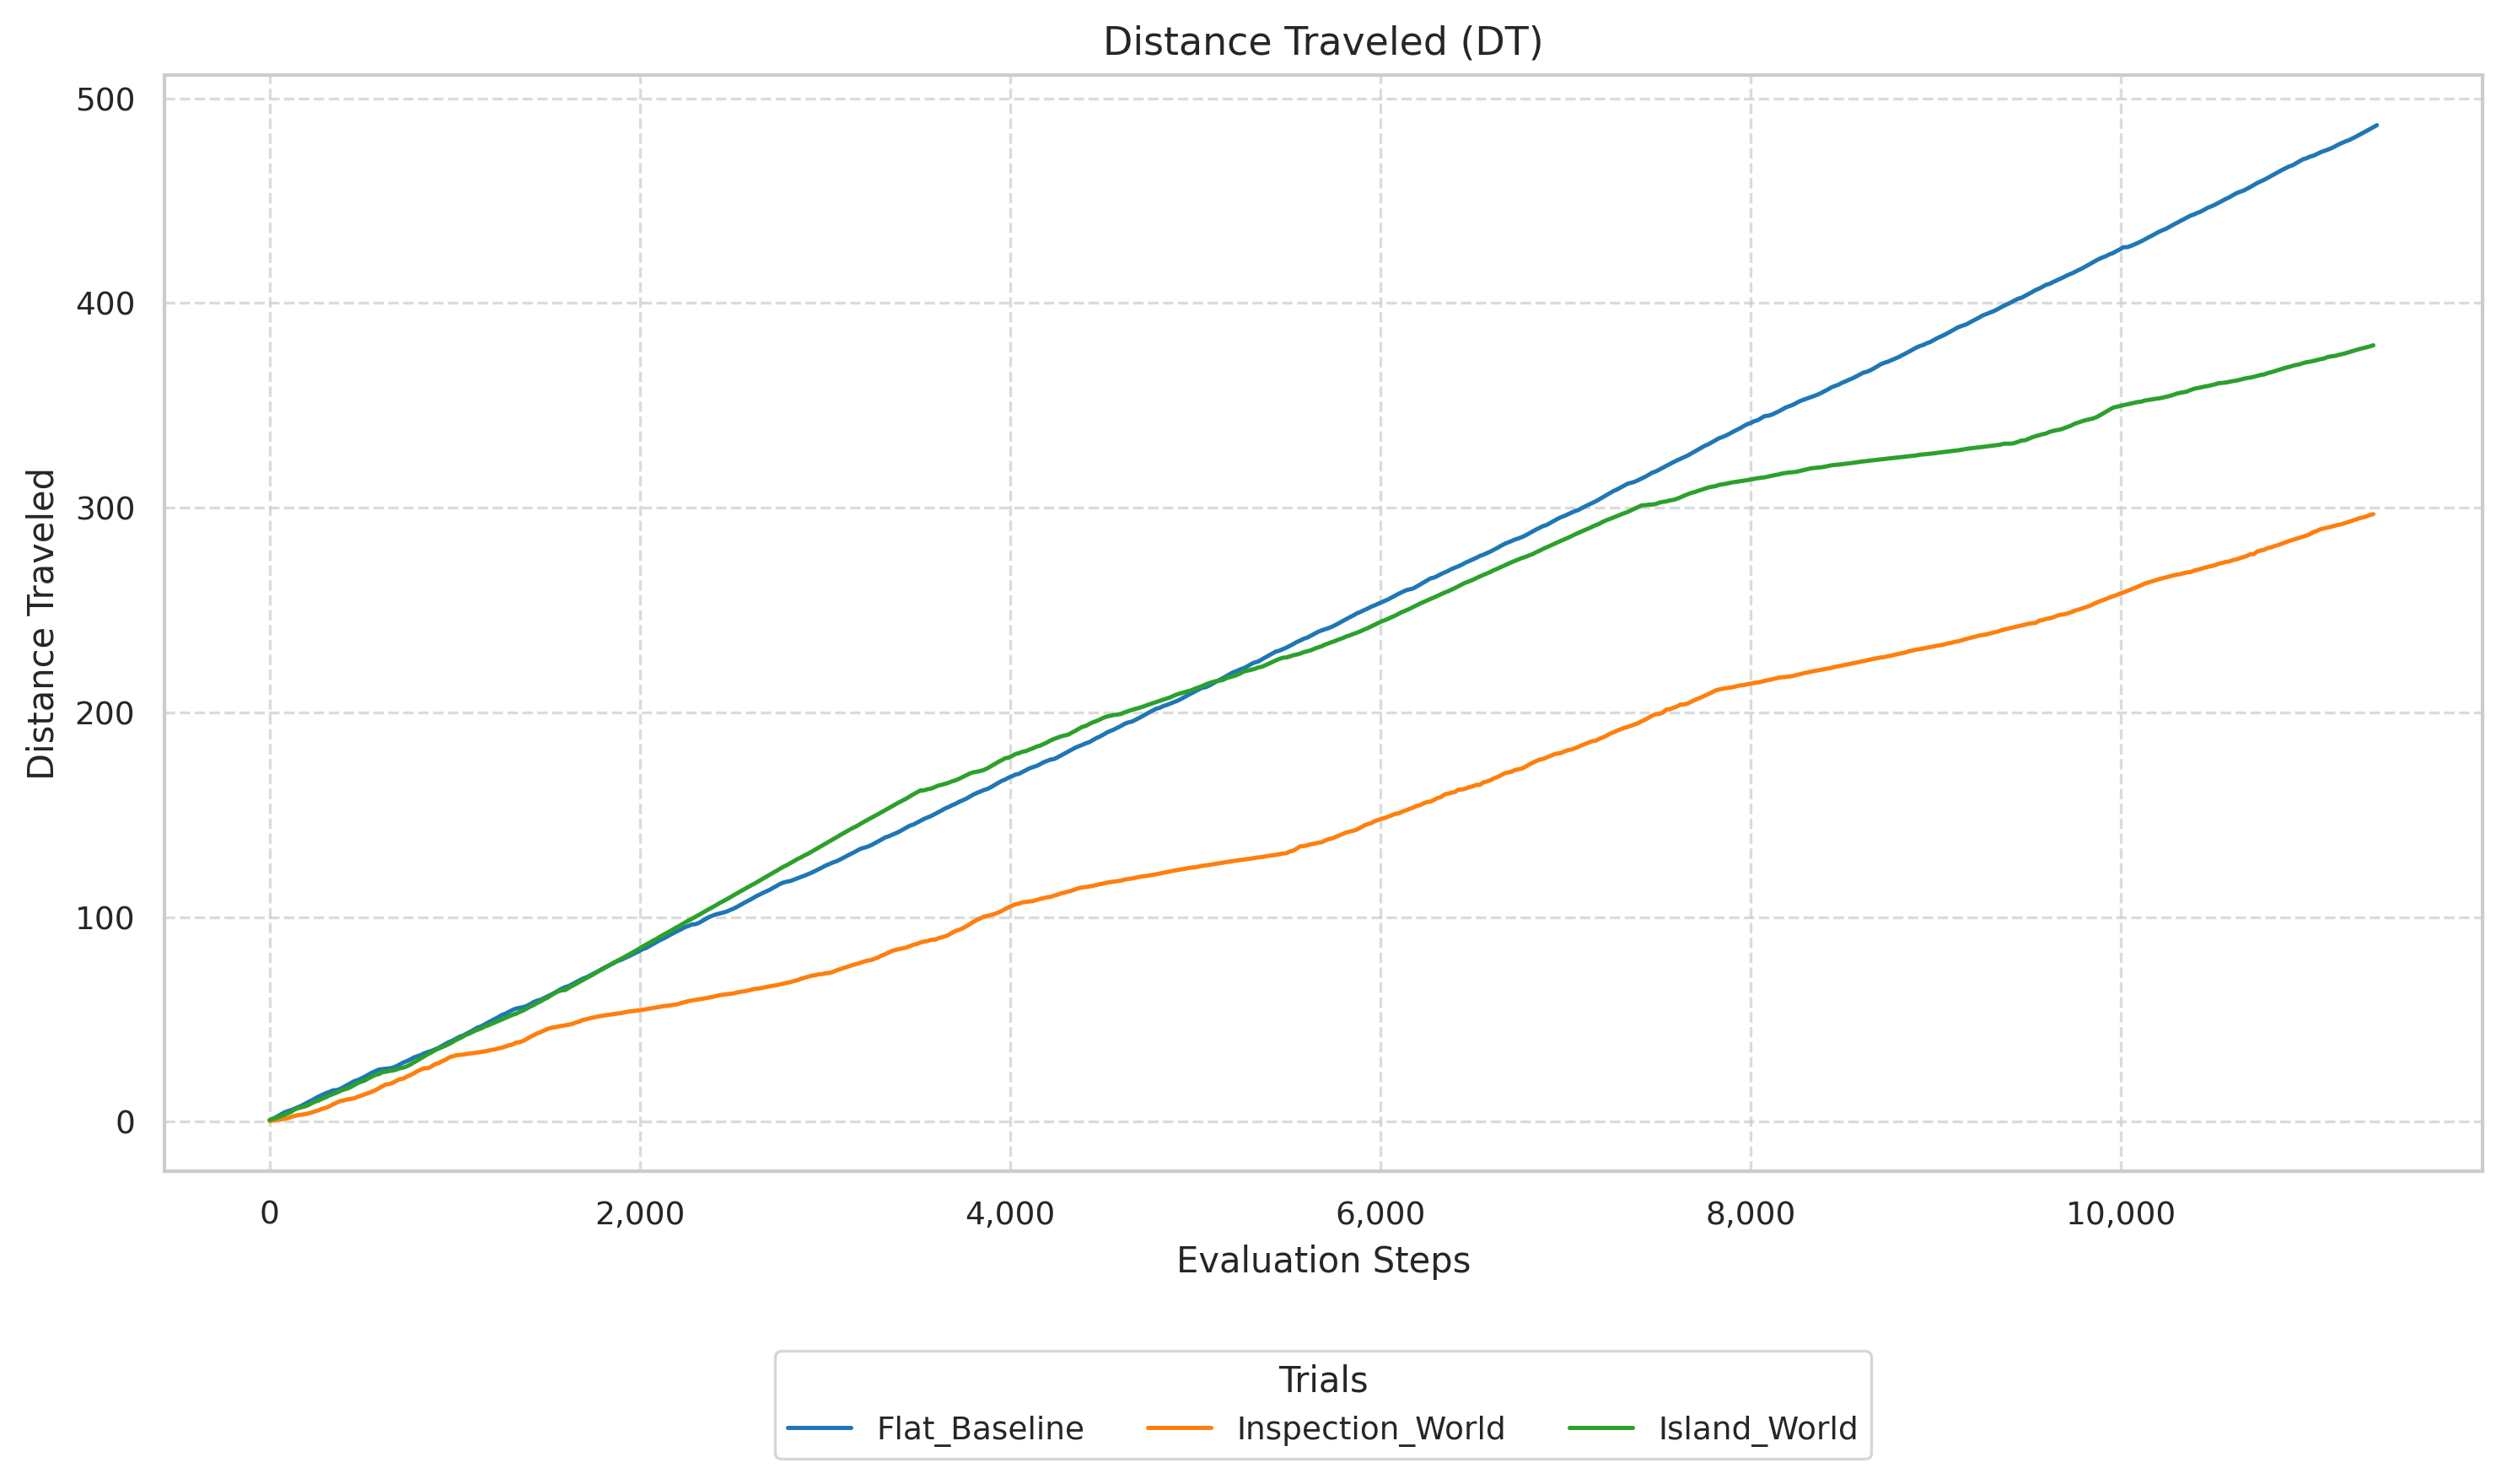 Distance Traveled (DT)
500
400
300
200
100
0
Distance Traveled
0 2,000 4,000 6,000 8,000 10,000
Evaluation Steps
Trials
Flat_Baseline Inspection_World Island_World